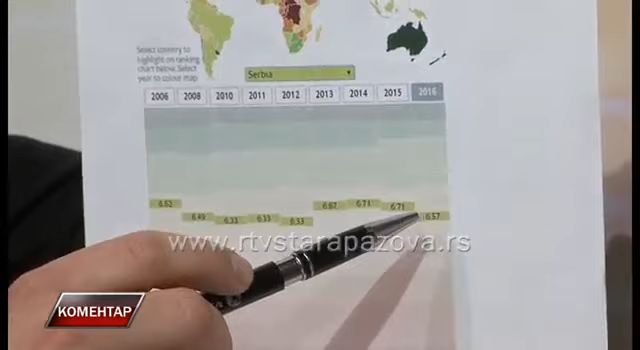 Select country to
highlight on ranking
chart below. Select
year to colour map
Serbia
2006 2008 2010 2011 2012 2013 2014 2015 2016
6.62 6.49 6.33 6.33 6.33 6.67 6.71 6.71 6.57
www.rtvstarapazova.rs
КОМЕНТАР